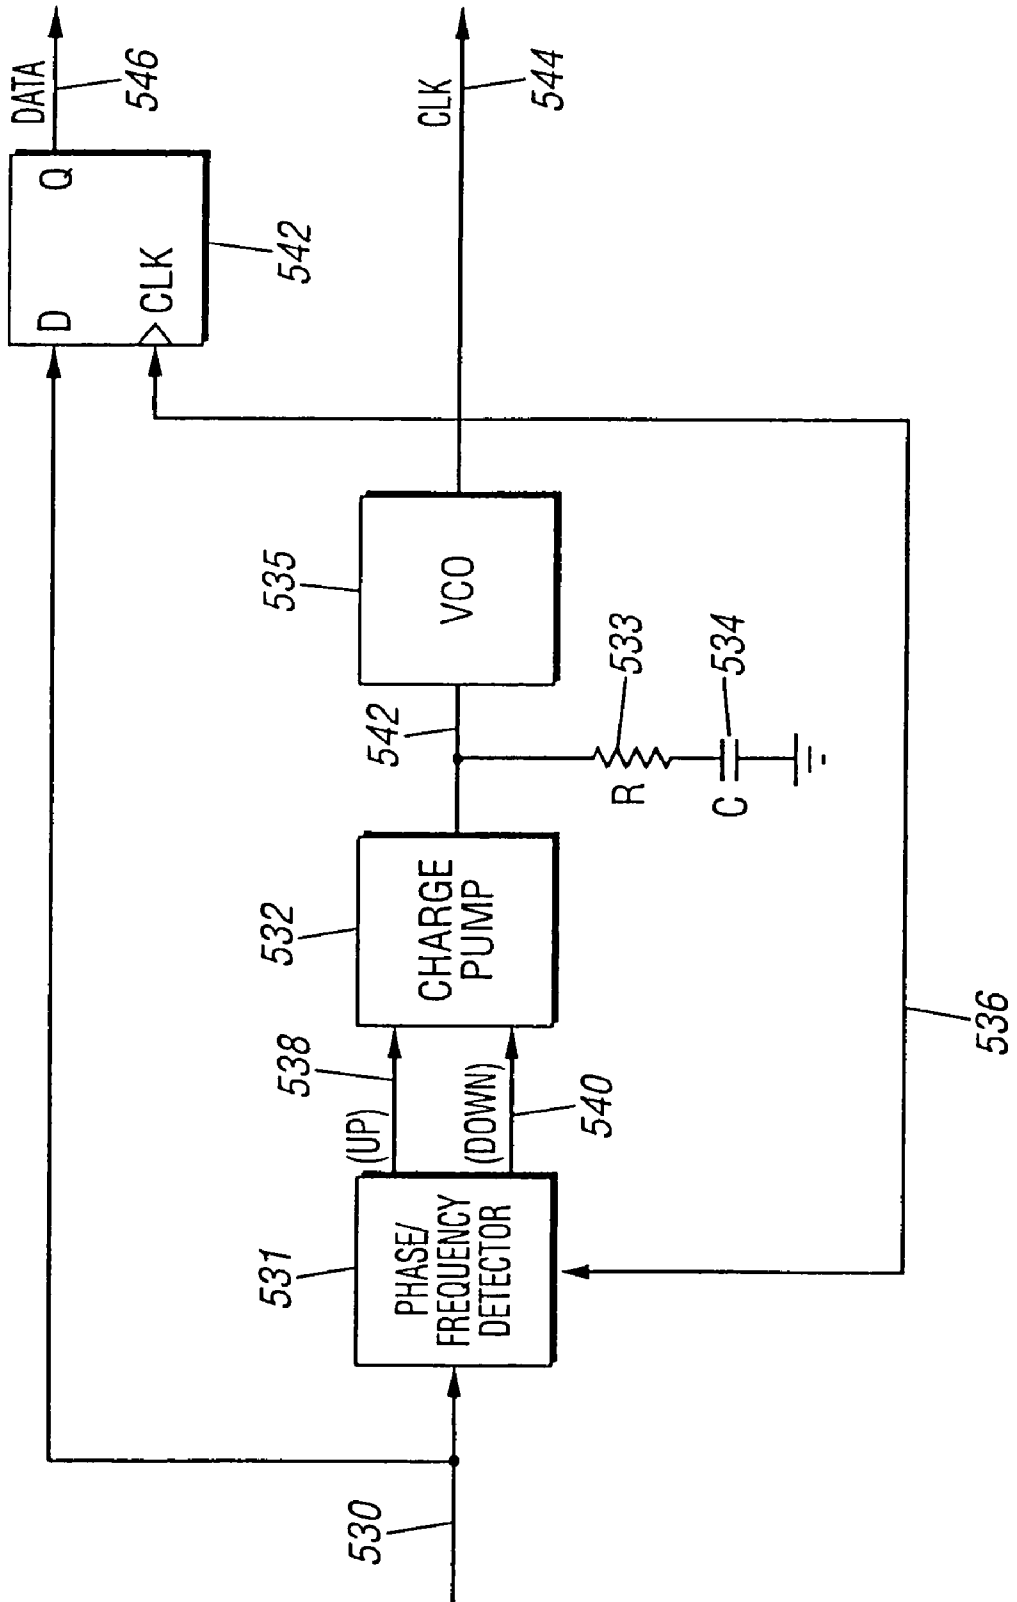 DATA
546
D
Q
CLK
542
CLK
544
535
VCO
542
533
R
534
C
532
CHARGE
PUMP
538
(UP)
(DOWN)
540
531
PHASE/
FREQUENCY
DETECTOR
536
530